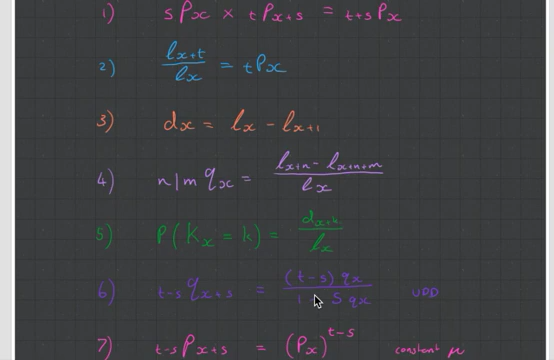 1) sPx × tPx+s = t+sPx
2) lx+t / lx = tPx
3) dx = lx - lx+1
4) n|m qx = lx+n - lx+n+m / lx
5) P(Kx = k) = dx+k / lx
6) t-s qx+s = (t-s) qx / 1 - s qx UDD
7) t-s Px+s = (Px)^t-s constant μ